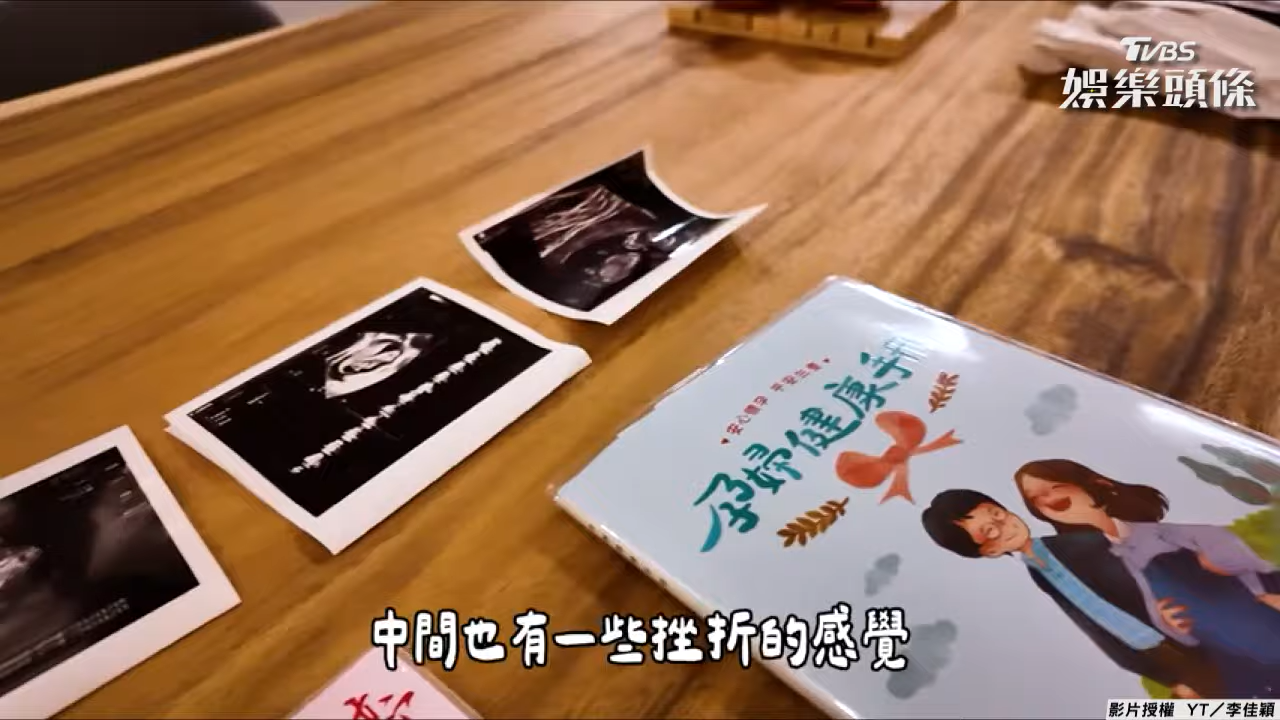 TVBS
娛樂頭條
安心懷孕 平安生產
孕婦健康手冊
中間也有一些挫折的感覺
影片授權 YT／李佳穎